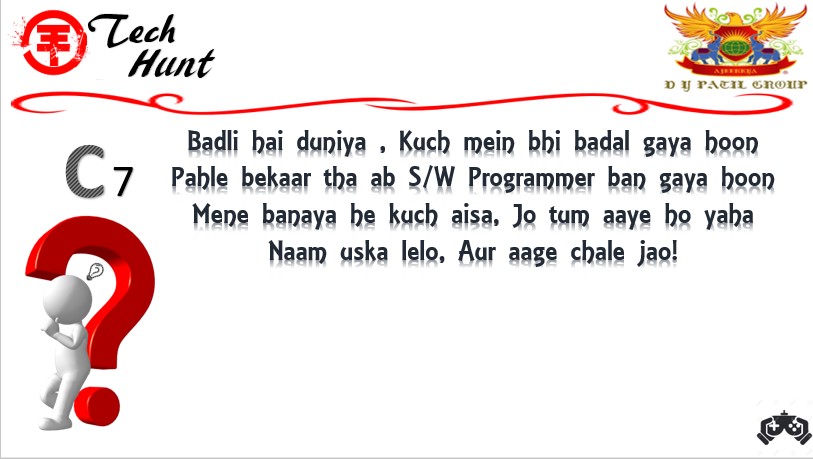 Tech
Hunt
AJEENKYA
D Y PATIL GROUP
C7
Badli hai duniya , Kuch mein bhi badal gaya hoon
Pahle bekaar tha ab S/W Programmer ban gaya hoon
Mene banaya he kuch aisa, Jo tum aaye ho yaha
Naam uska lelo, Aur aage chale jao!